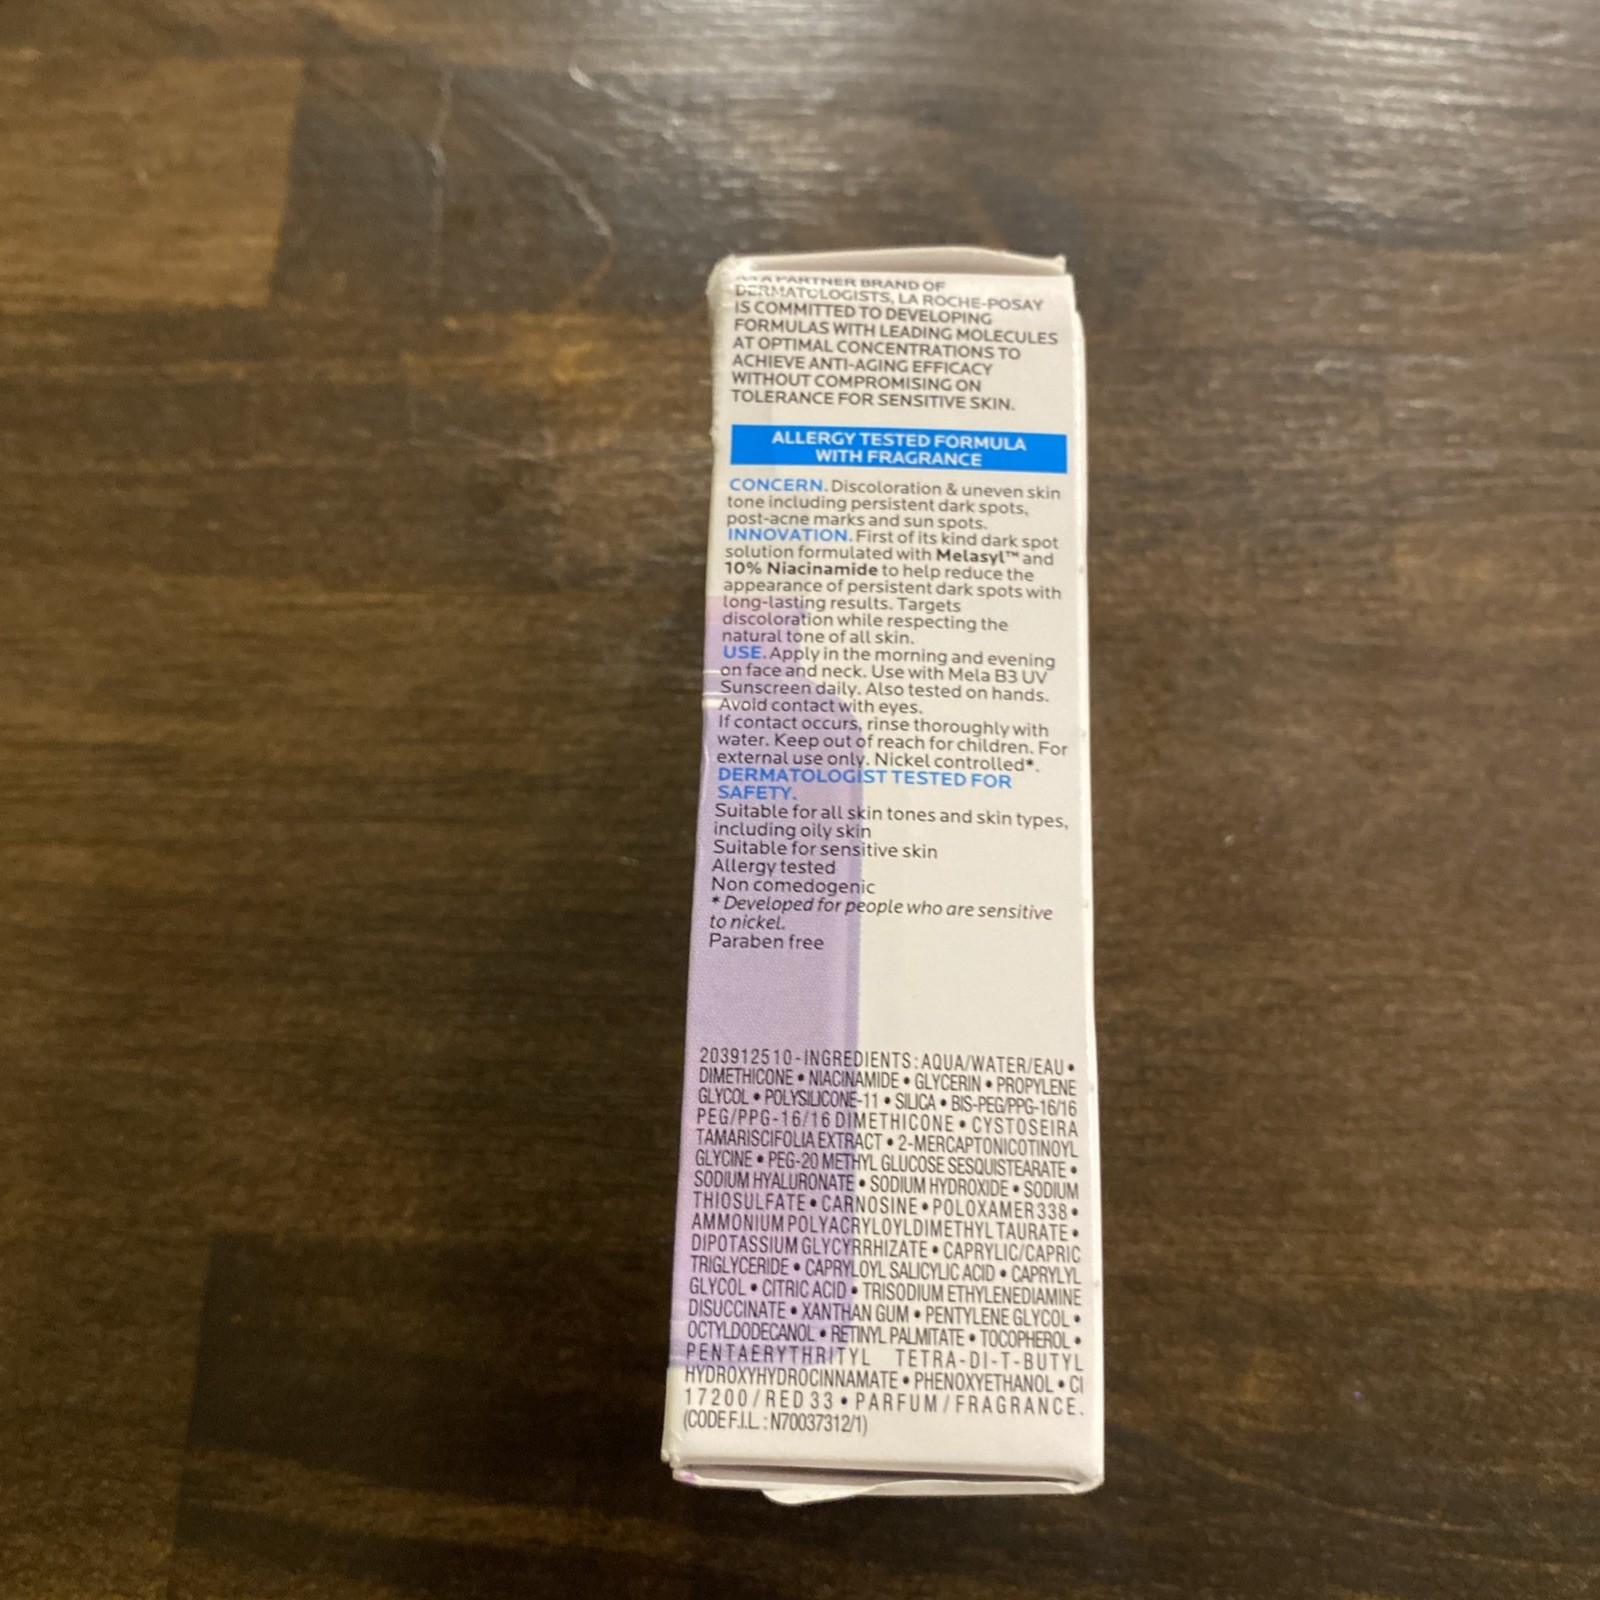 AS A PARTNER BRAND OF
DERMATOLOGISTS, LA ROCHE-POSAY
IS COMMITTED TO DEVELOPING
FORMULAS WITH LEADING MOLECULES
AT OPTIMAL CONCENTRATIONS TO
ACHIEVE ANTI-AGING EFFICACY
WITHOUT COMPROMISING ON
TOLERANCE FOR SENSITIVE SKIN.
ALLERGY TESTED FORMULA
WITH FRAGRANCE
CONCERN. Discoloration & uneven skin
tone including persistent dark spots,
post-acne marks and sun spots.
INNOVATION. First of its kind dark spot
solution formulated with Melasyl™ and
10% Niacinamide to help reduce the
appearance of persistent dark spots with
long-lasting results. Targets
discoloration while respecting the
natural tone of all skin.
USE. Apply in the morning and evening
on face and neck. Use with Mela B3 UV
Sunscreen daily. Also tested on hands.
Avoid contact with eyes.
If contact occurs, rinse thoroughly with
water. Keep out of reach for children. For
external use only. Nickel controlled*.
DERMATOLOGIST TESTED FOR
SAFETY.
Suitable for all skin tones and skin types,
including oily skin
Suitable for sensitive skin
Allergy tested
Non comedogenic
* Developed for people who are sensitive
to nickel.
Paraben free
203912510 - INGREDIENTS: AQUA/WATER/EAU •
DIMETHICONE • NIACINAMIDE • GLYCERIN • PROPYLENE
GLYCOL • POLYSILICONE-11 • SILICA • BIS-PEG/PPG-16/16
PEG/PPG-16/16 DIMETHICONE • CYSTOSEIRA
TAMARISCIFOLIA EXTRACT • 2-MERCAPTONICOTINOYL
GLYCINE • PEG-20 METHYL GLUCOSE SESQUISTEARATE •
SODIUM HYALURONATE • SODIUM HYDROXIDE • SODIUM
THIOSULFATE • CARNOSINE • POLOXAMER 338 •
AMMONIUM POLYACRYLOYLDIMETHYL TAURATE •
DIPOTASSIUM GLYCYRRHIZATE • CAPRYLIC/CAPRIC
TRIGLYCERIDE • CAPRYLOYL SALICYLIC ACID • CAPRYLYL
GLYCOL • CITRIC ACID • TRISODIUM ETHYLENEDIAMINE
DISUCCINATE • XANTHAN GUM • PENTYLENE GLYCOL •
OCTYLDODECANOL • RETINYL PALMITATE • TOCOPHEROL •
PENTAERYTHRITYL TETRA-DI-T-BUTYL
HYDROXYHYDROCINNAMATE • PHENOXYETHANOL • CI
17200 / RED 33 • PARFUM / FRAGRANCE.
(CODE F.I.L. : N70037312/1)